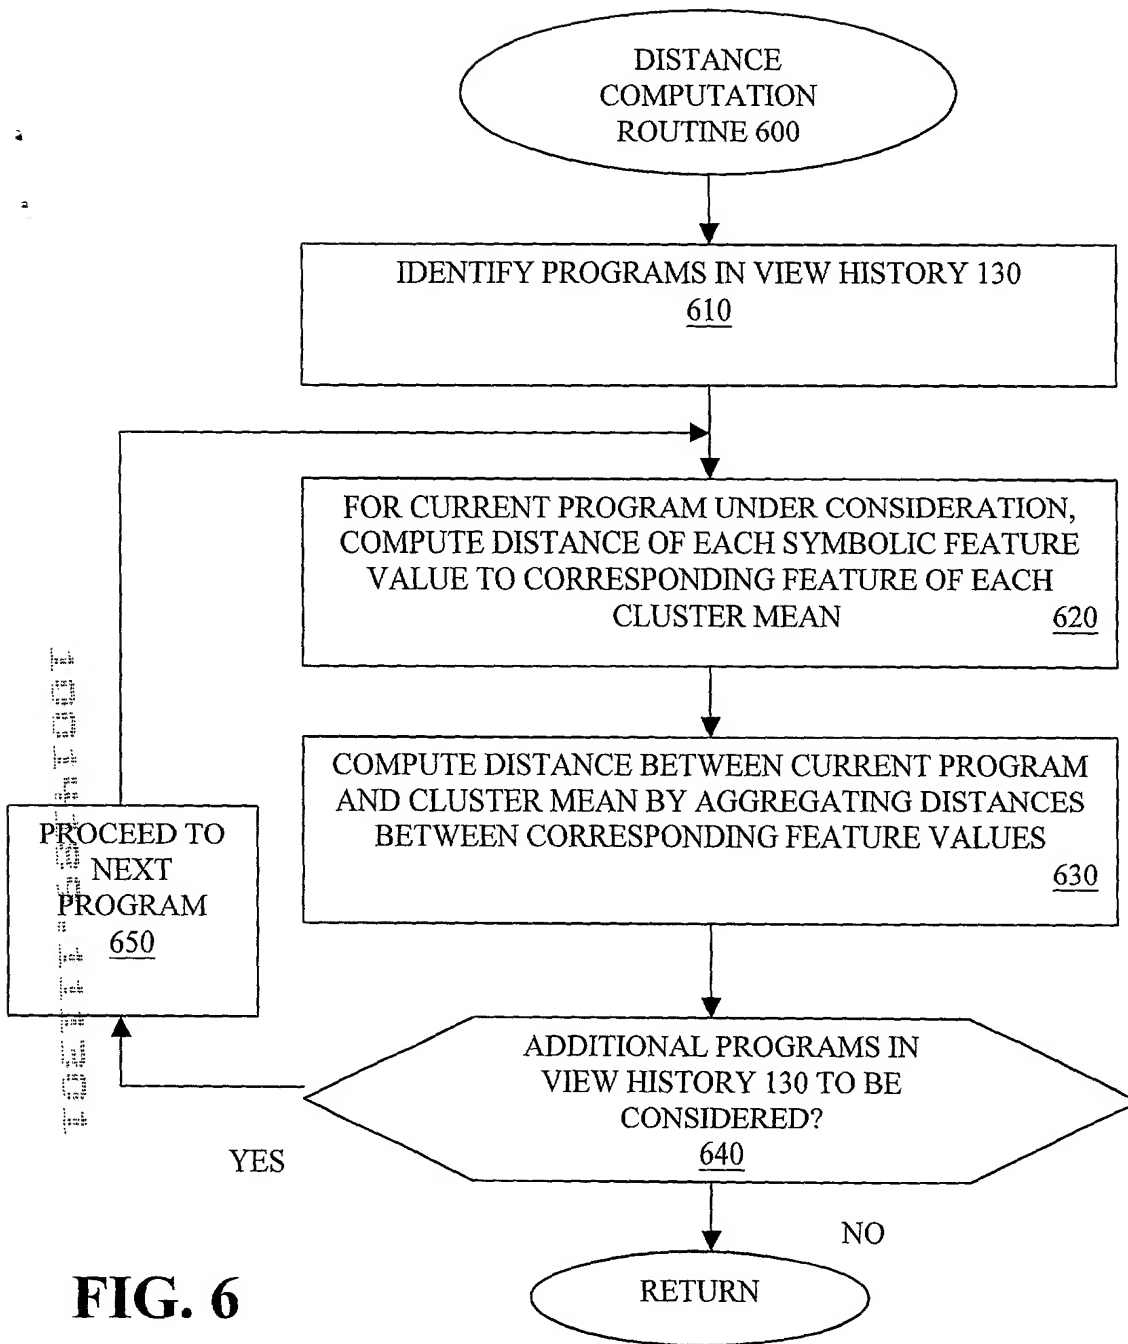 DISTANCE
COMPUTATION
ROUTINE 600
IDENTIFY PROGRAMS IN VIEW HISTORY 130
610
FOR CURRENT PROGRAM UNDER CONSIDERATION,
COMPUTE DISTANCE OF EACH SYMBOLIC FEATURE
VALUE TO CORRESPONDING FEATURE OF EACH
CLUSTER MEAN 620
COMPUTE DISTANCE BETWEEN CURRENT PROGRAM
AND CLUSTER MEAN BY AGGREGATING DISTANCES
BETWEEN CORRESPONDING FEATURE VALUES
630
PROCEED TO
NEXT
PROGRAM
650
ADDITIONAL PROGRAMS IN
VIEW HISTORY 130 TO BE
CONSIDERED?
640
YES
NO
RETURN
FIG. 6